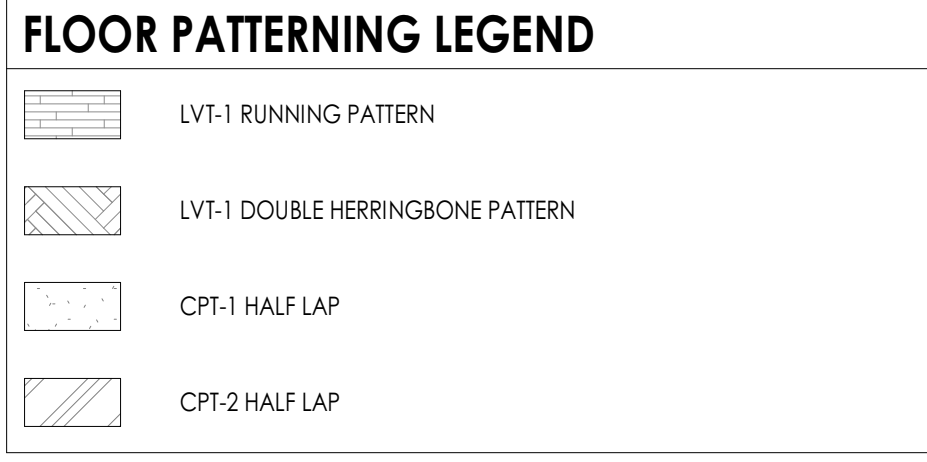 FLOOR PATTERNING LEGEND
LVT-1 RUNNING PATTERN
LVT-1 DOUBLE HERRINGBONE PATTERN
CPT-1 HALF LAP
CPT-2 HALF LAP